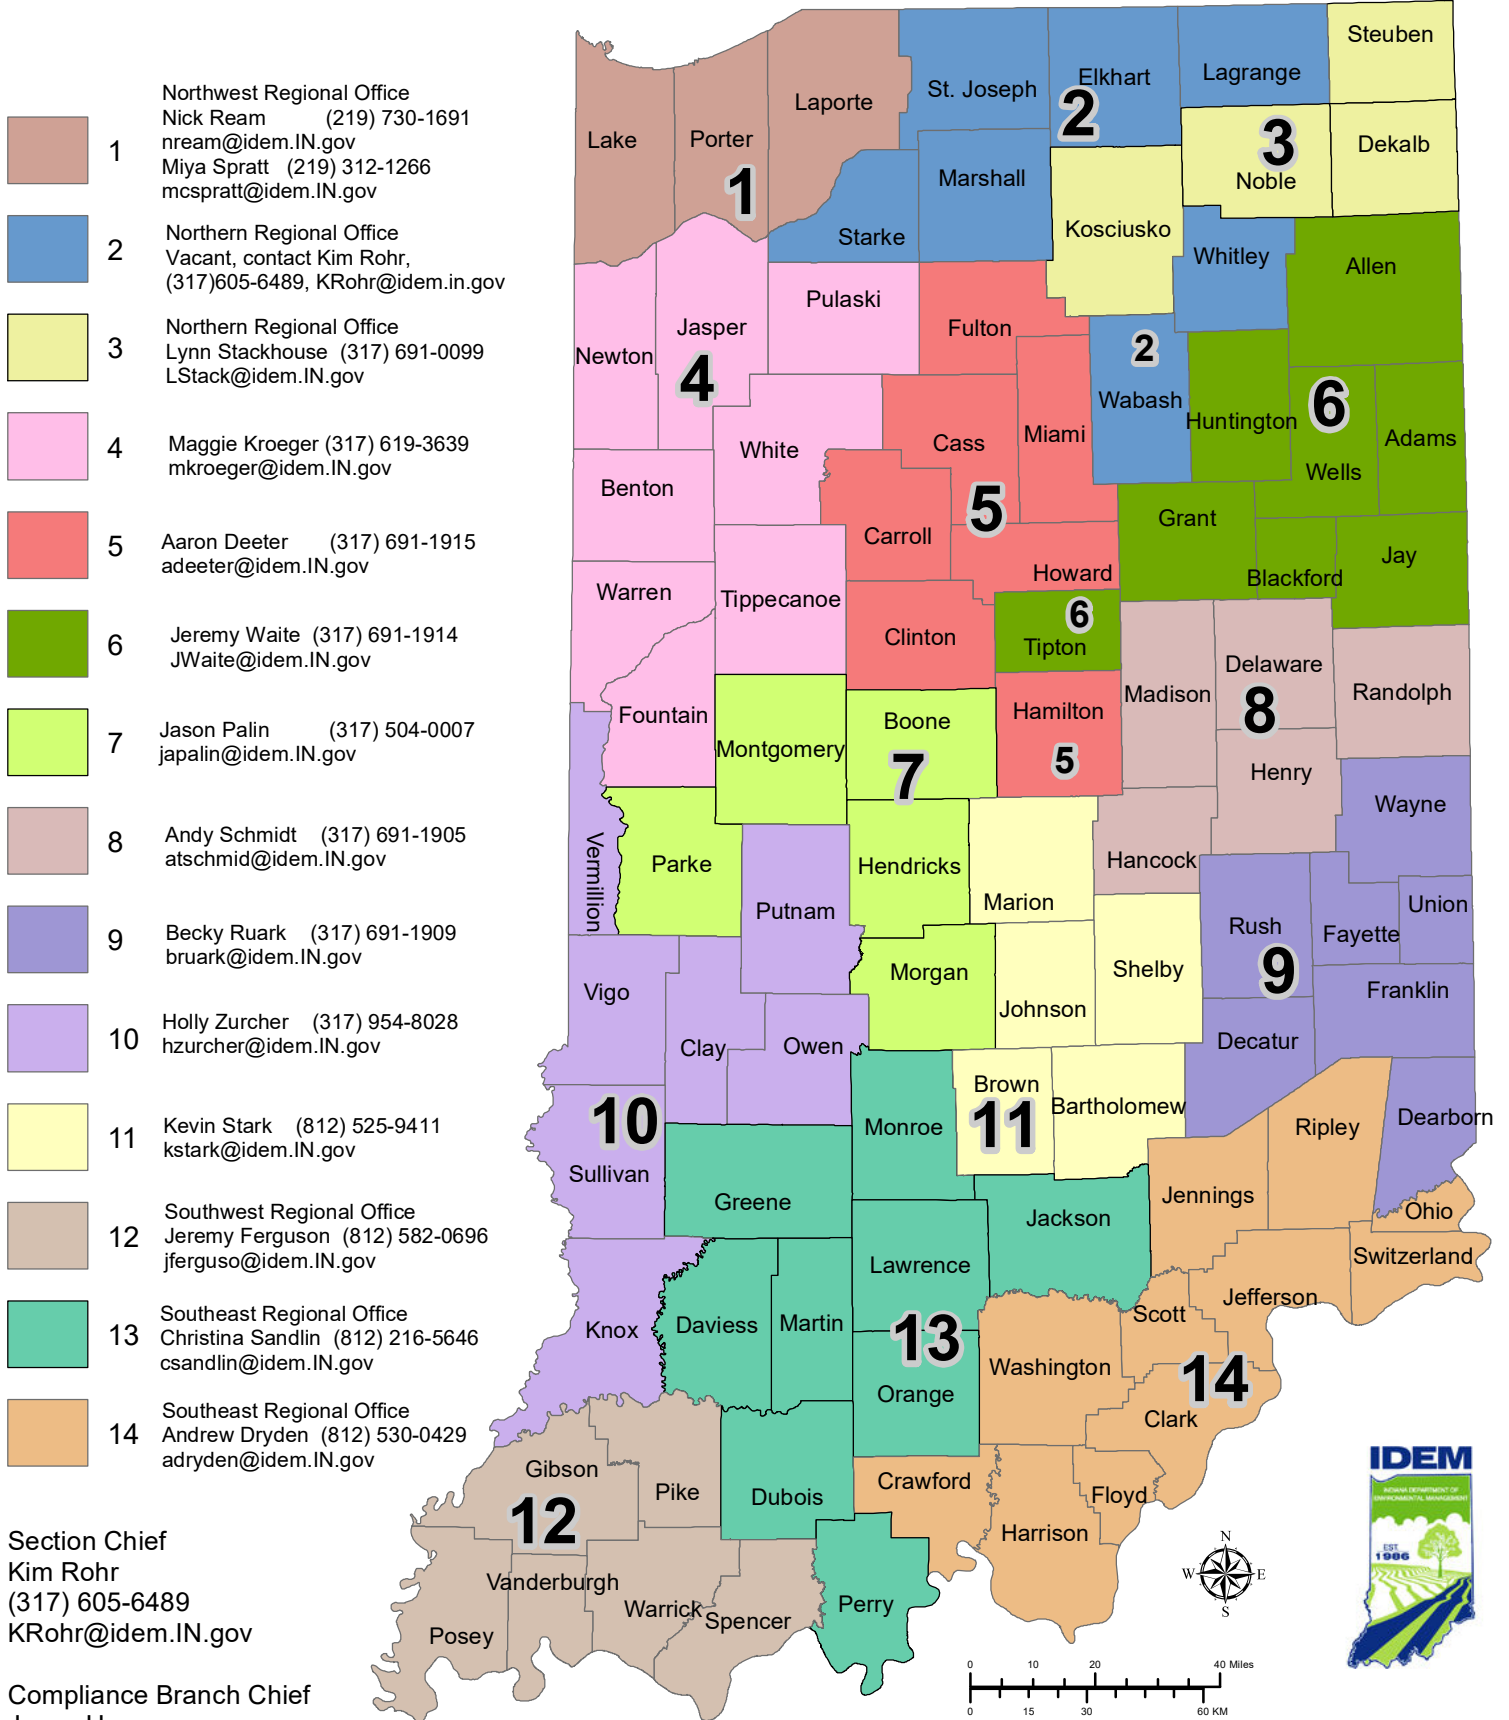 Northwest Regional Office
Nick Ream (219) 730-1691
nream@idem.IN.gov
1
Miya Spratt (219) 312-1266
mcspratt@idem.IN.gov
Northern Regional Office
2 Vacant, contact Kim Rohr,
(317)605-6489, KRohr@idem.in.gov
Northern Regional Office
3 Lynn Stackhouse (317) 691-0099
LStack@idem.IN.gov
4 Maggie Kroeger (317) 619-3639
mkroeger@idem.IN.gov
5 Aaron Deeter (317) 691-1915
adeeter@idem.IN.gov
6 Jeremy Waite (317) 691-1914
JWaite@idem.IN.gov
7 Jason Palin (317) 504-0007
japalin@idem.IN.gov
8 Andy Schmidt (317) 691-1905
atschmid@idem.IN.gov
9 Becky Ruark (317) 691-1909
bruark@idem.IN.gov
10 Holly Zurcher (317) 954-8028
hzurcher@idem.IN.gov
11 Kevin Stark (812) 525-9411
kstark@idem.IN.gov
Southwest Regional Office
12 Jeremy Ferguson (812) 582-0696
jferguso@idem.IN.gov
Southeast Regional Office
13 Christina Sandlin (812) 216-5646
csandlin@idem.IN.gov
Southeast Regional Office
14 Andrew Dryden (812) 530-0429
adryden@idem.IN.gov
Section Chief
Kim Rohr
(317) 605-6489
KRohr@idem.IN.gov
Compliance Branch Chief
Lake
Porter
1
Laporte
St. Joseph
Elkhart
2
Lagrange
Steuben
3
Noble
Dekalb
Marshall
Starke
Kosciusko
Whitley
Allen
Newton
Jasper
4
Pulaski
Fulton
2
Wabash
Huntington
6
Wells
Adams
White
Cass
Miami
Benton
5
Carroll
Grant
Blackford
Jay
Howard
Warren
Tippecanoe
Clinton
6
Tipton
Madison
Delaware
8
Randolph
Fountain
Montgomery
Boone
7
Hamilton
5
Henry
Wayne
Vermillion
Parke
Putnam
Hendricks
Marion
Hancock
Rush
9
Fayette
Union
Vigo
Clay
Owen
Morgan
Johnson
Shelby
Franklin
Decatur
10
Sullivan
Greene
Monroe
Brown
11
Bartholomew
Dearborn
Ripley
Jennings
Jackson
Ohio
Switzerland
Lawrence
Knox
Daviess
Martin
13
Orange
Washington
Scott
Jefferson
14
Clark
Gibson
12
Pike
Dubois
Crawford
Floyd
Harrison
Vanderburgh
Warrick
Spencer
Posey
Perry
N
W E
S
0 10 20 40 Miles
0 15 30 60 KM
IDEM
INDIANA DEPARTMENT OF
ENVIRONMENTAL MANAGEMENT
EST.
1986